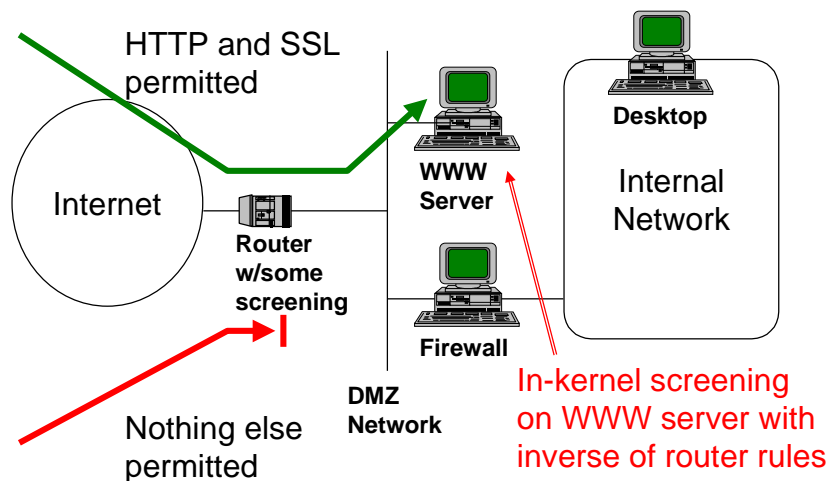 HTTP and SSL
permitted
Desktop
WWW
Server
Internal
Network
Internet
Router
w/some
screening
Firewall
DMZ
Network
In-kernel screening
on WWW server with
inverse of router rules
Nothing else
permitted